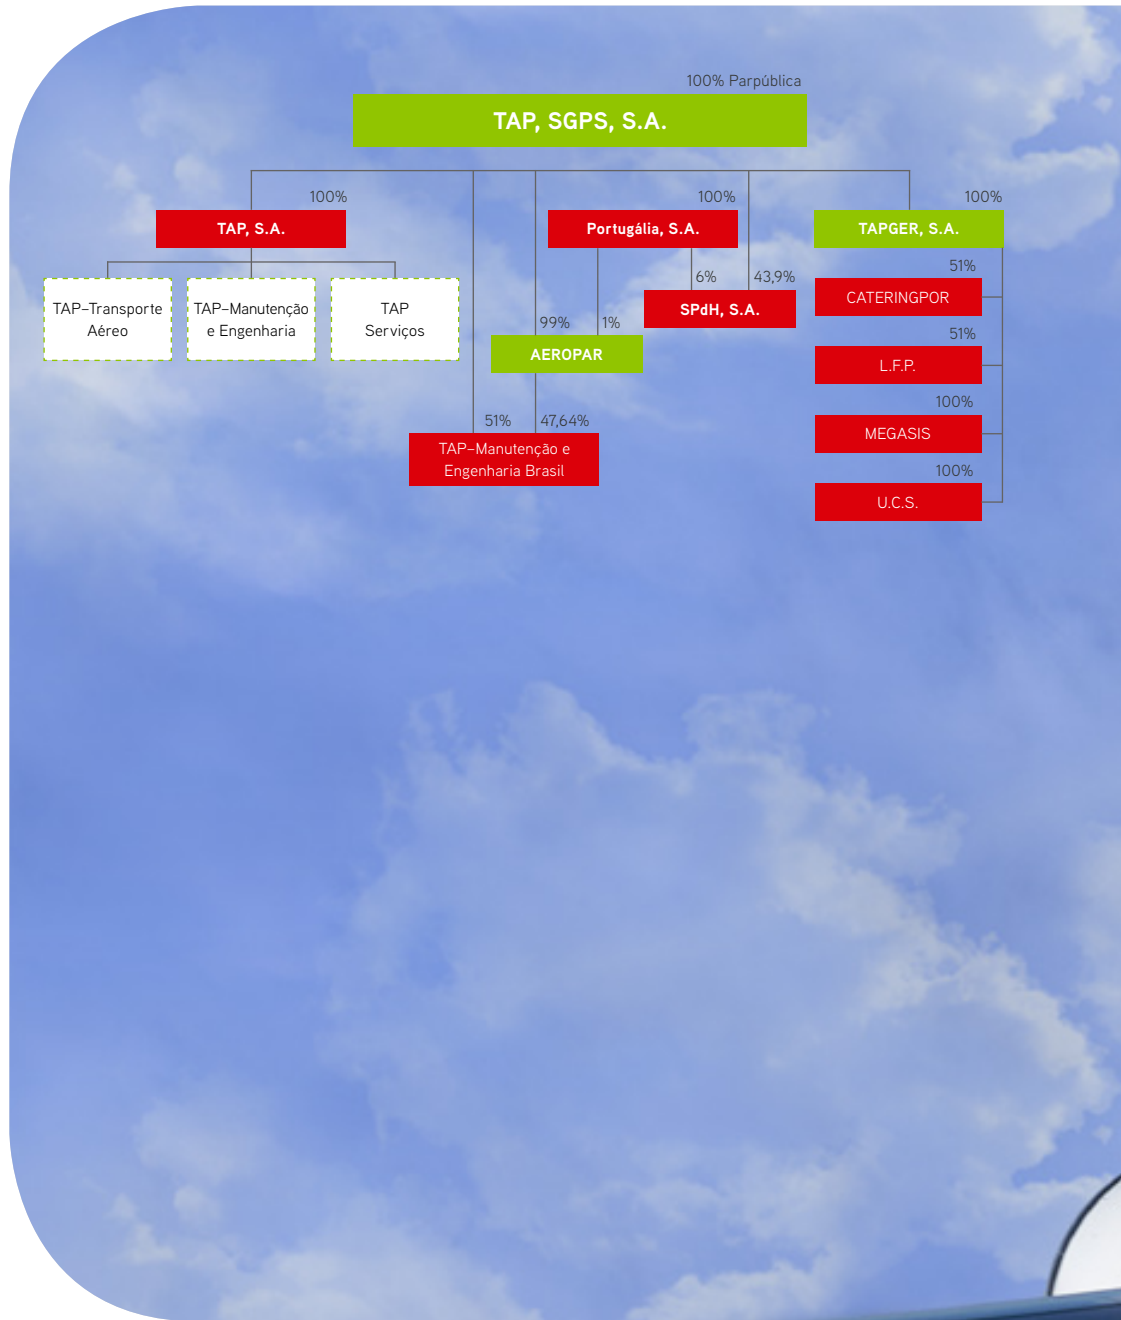 100% Parpública
TAP, SGPS, S.A.
100%
100%
100%
TAP, S.A.
Portugália, S.A.
TAPGER, S.A.
51%
6%
43,9%
TAP–Transporte
Aéreo
TAP–Manutenção
e Engenharia
TAP
Serviços
CATERINGPOR
SPdH, S.A.
99%
1%
51%
AEROPAR
L.F.P.
100%
51%
47,64%
MEGASIS
TAP–Manutenção e
Engenharia Brasil
100%
U.C.S.